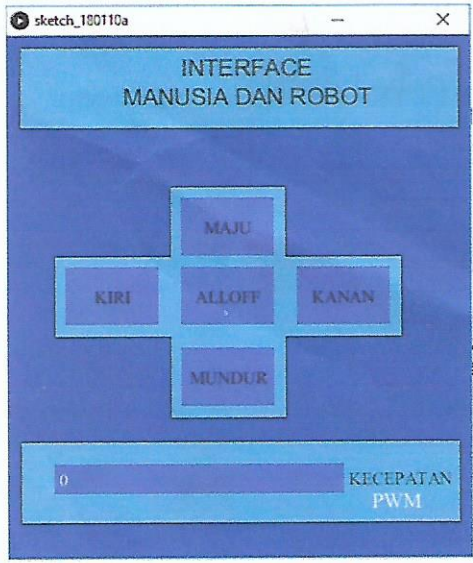 sketch_180110a
INTERFACE
MANUSIA DAN ROBOT
MAJU
KIRI ALLOFF KANAN
MUNDUR
0 KECEPATAN
PWM